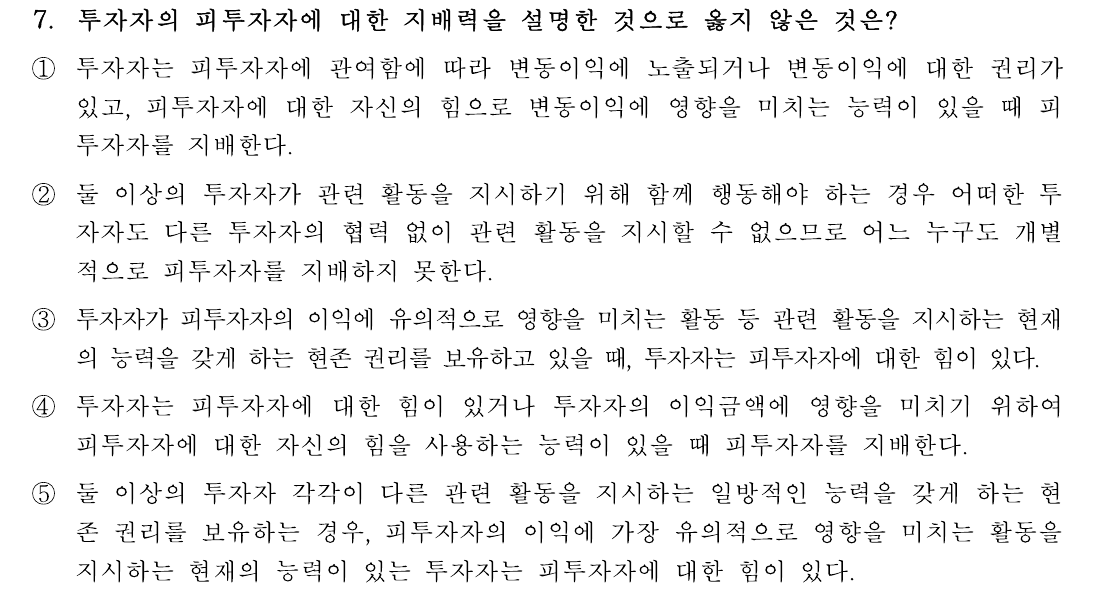 7. 투자자의 피투자자에 대한 지배력을 설명한 것으로 옳지 않은 것은?
① 투자자는 피투자자에 관여함에 따라 변동이익에 노출되거나 변동이익에 대한 권리가
있고, 피투자자에 대한 자신의 힘으로 변동이익에 영향을 미치는 능력이 있을 때 피
투자자를 지배한다.
② 둘 이상의 투자자가 관련 활동을 지시하기 위해 함께 행동해야 하는 경우 어떠한 투
자자도 다른 투자자의 협력 없이 관련 활동을 지시할 수 없으므로 어느 누구도 개별
적으로 피투자자를 지배하지 못한다.
③ 투자자가 피투자자의 이익에 유의적으로 영향을 미치는 활동 등 관련 활동을 지시하는 현재
의 능력을 갖게 하는 현존 권리를 보유하고 있을 때, 투자자는 피투자자에 대한 힘이 있다.
④ 투자자는 피투자자에 대한 힘이 있거나 투자자의 이익금액에 영향을 미치기 위하여
피투자자에 대한 자신의 힘을 사용하는 능력이 있을 때 피투자자를 지배한다.
⑤ 둘 이상의 투자자 각각이 다른 관련 활동을 지시하는 일방적인 능력을 갖게 하는 현
존 권리를 보유하는 경우, 피투자자의 이익에 가장 유의적으로 영향을 미치는 활동을
지시하는 현재의 능력이 있는 투자자는 피투자자에 대한 힘이 있다.